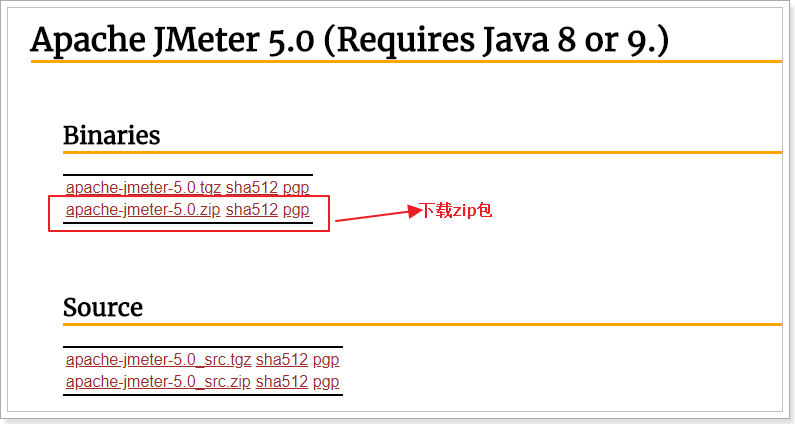 Apache JMeter 5.0 (Requires Java 8 or 9.)
Binaries
apache-jmeter-5.0.tgz sha512 pgp
apache-jmeter-5.0.zip sha512 pgp
下载zip包
Source
apache-jmeter-5.0_src.tgz sha512 pgp
apache-jmeter-5.0_src.zip sha512 pgp